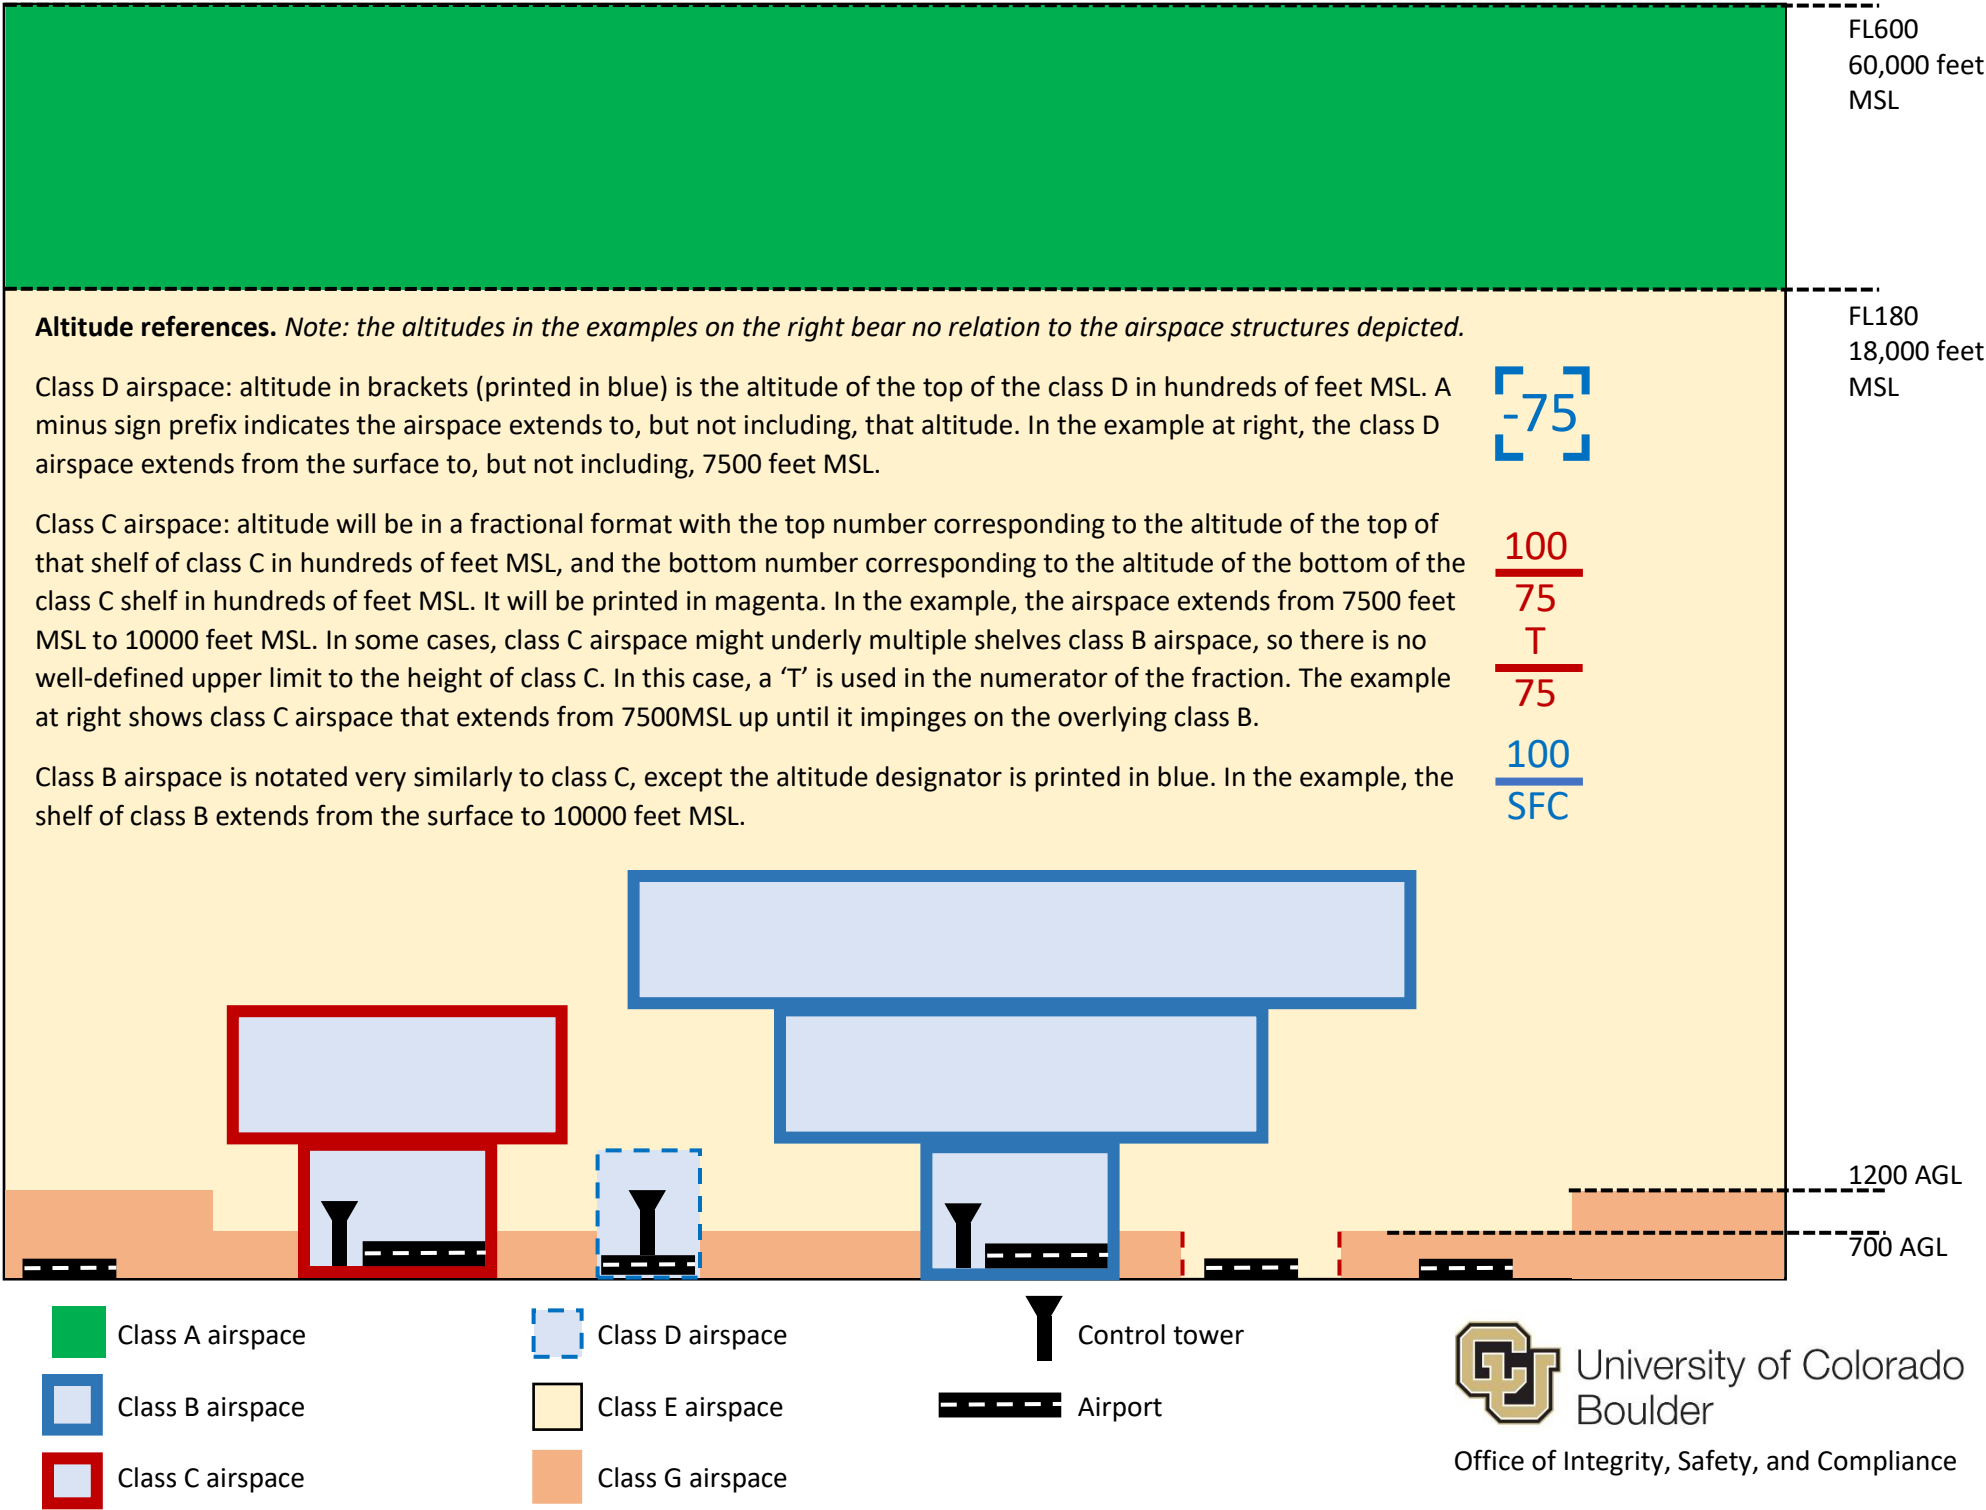 FL600
60,000 feet
MSL
FL180
18,000 feet
MSL
Altitude references. Note: the altitudes in the examples on the right bear no relation to the airspace structures depicted.
Class D airspace: altitude in brackets (printed in blue) is the altitude of the top of the class D in hundreds of feet MSL. A
minus sign prefix indicates the airspace extends to, but not including, that altitude. In the example at right, the class D
airspace extends from the surface to, but not including, 7500 feet MSL.
-75
Class C airspace: altitude will be in a fractional format with the top number corresponding to the altitude of the top of
that shelf of class C in hundreds of feet MSL, and the bottom number corresponding to the altitude of the bottom of the
class C shelf in hundreds of feet MSL. It will be printed in magenta. In the example, the airspace extends from 7500 feet
MSL to 10000 feet MSL. In some cases, class C airspace might underly multiple shelves class B airspace, so there is no
well-defined upper limit to the height of class C. In this case, a ‘T’ is used in the numerator of the fraction. The example
at right shows class C airspace that extends from 7500MSL up until it impinges on the overlying class B.
100
75
T
75
Class B airspace is notated very similarly to class C, except the altitude designator is printed in blue. In the example, the
shelf of class B extends from the surface to 10000 feet MSL.
100
SFC
1200 AGL
700 AGL
Class A airspace
Class B airspace
Class C airspace
Class D airspace
Class E airspace
Class G airspace
Control tower
Airport
CU
University of Colorado
Boulder
Office of Integrity, Safety, and Compliance